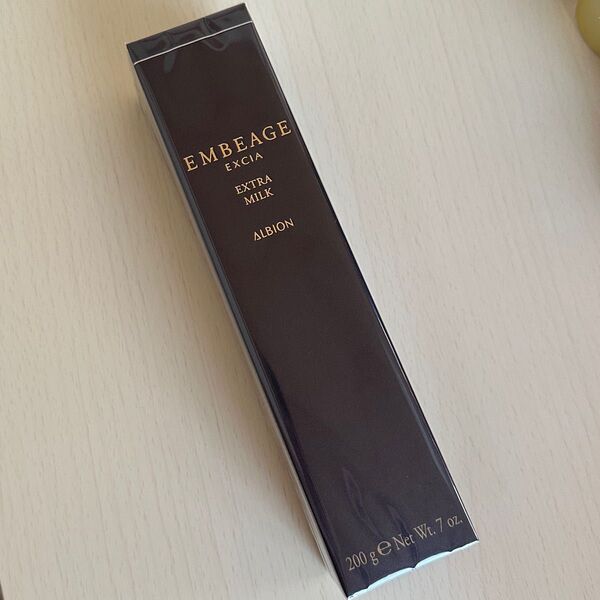 EMBEAGE
EXCIA
EXTRA
MILK
ALBION
200 g ℮ Net Wt. 7 oz.